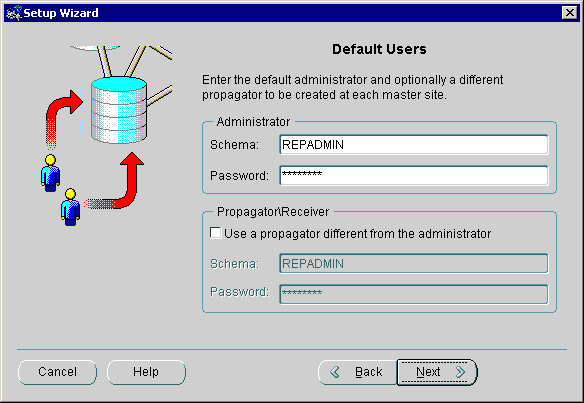 Setup Wizard
Default Users
Enter the default administrator and optionally a different
propagator to be created at each master site.
Administrator
Schema: REPADMIN
Password: ********
Propagator\Receiver
Use a propagator different from the administrator
Schema: REPADMIN
Password: ********
Cancel Help Back Next